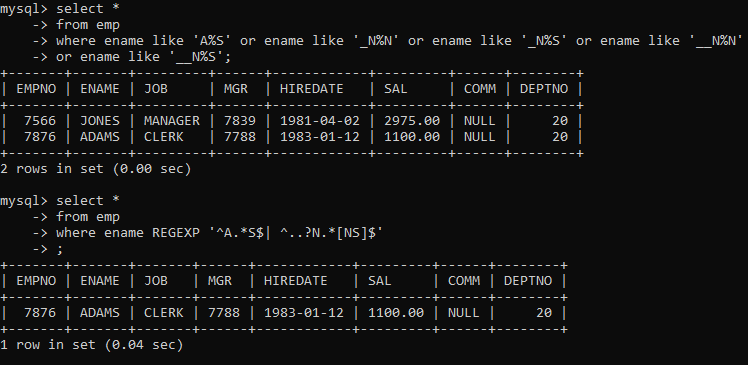 mysql> select *
    -> from emp
    -> where ename like 'A%S' or ename like '_N%N' or ename like '_N%S' or ename like '__N%N'
    -> or ename like '__N%S';
+-------+-------+---------+------+------------+---------+------+--------+
| EMPNO | ENAME | JOB     | MGR  | HIREDATE   | SAL     | COMM | DEPTNO |
+-------+-------+---------+------+------------+---------+------+--------+
|  7566 | JONES | MANAGER | 7839 | 1981-04-02 | 2975.00 | NULL |     20 |
|  7876 | ADAMS | CLERK   | 7788 | 1983-01-12 | 1100.00 | NULL |     20 |
+-------+-------+---------+------+------------+---------+------+--------+
2 rows in set (0.00 sec)

mysql> select *
    -> from emp
    -> where ename REGEXP '^A.*S$| ^..?N.*[NS]$'
    -> ;
+-------+-------+-------+------+------------+---------+------+--------+
| EMPNO | ENAME | JOB   | MGR  | HIREDATE   | SAL     | COMM | DEPTNO |
+-------+-------+-------+------+------------+---------+------+--------+
|  7876 | ADAMS | CLERK | 7788 | 1983-01-12 | 1100.00 | NULL |     20 |
+-------+-------+-------+------+------------+---------+------+--------+
1 row in set (0.04 sec)